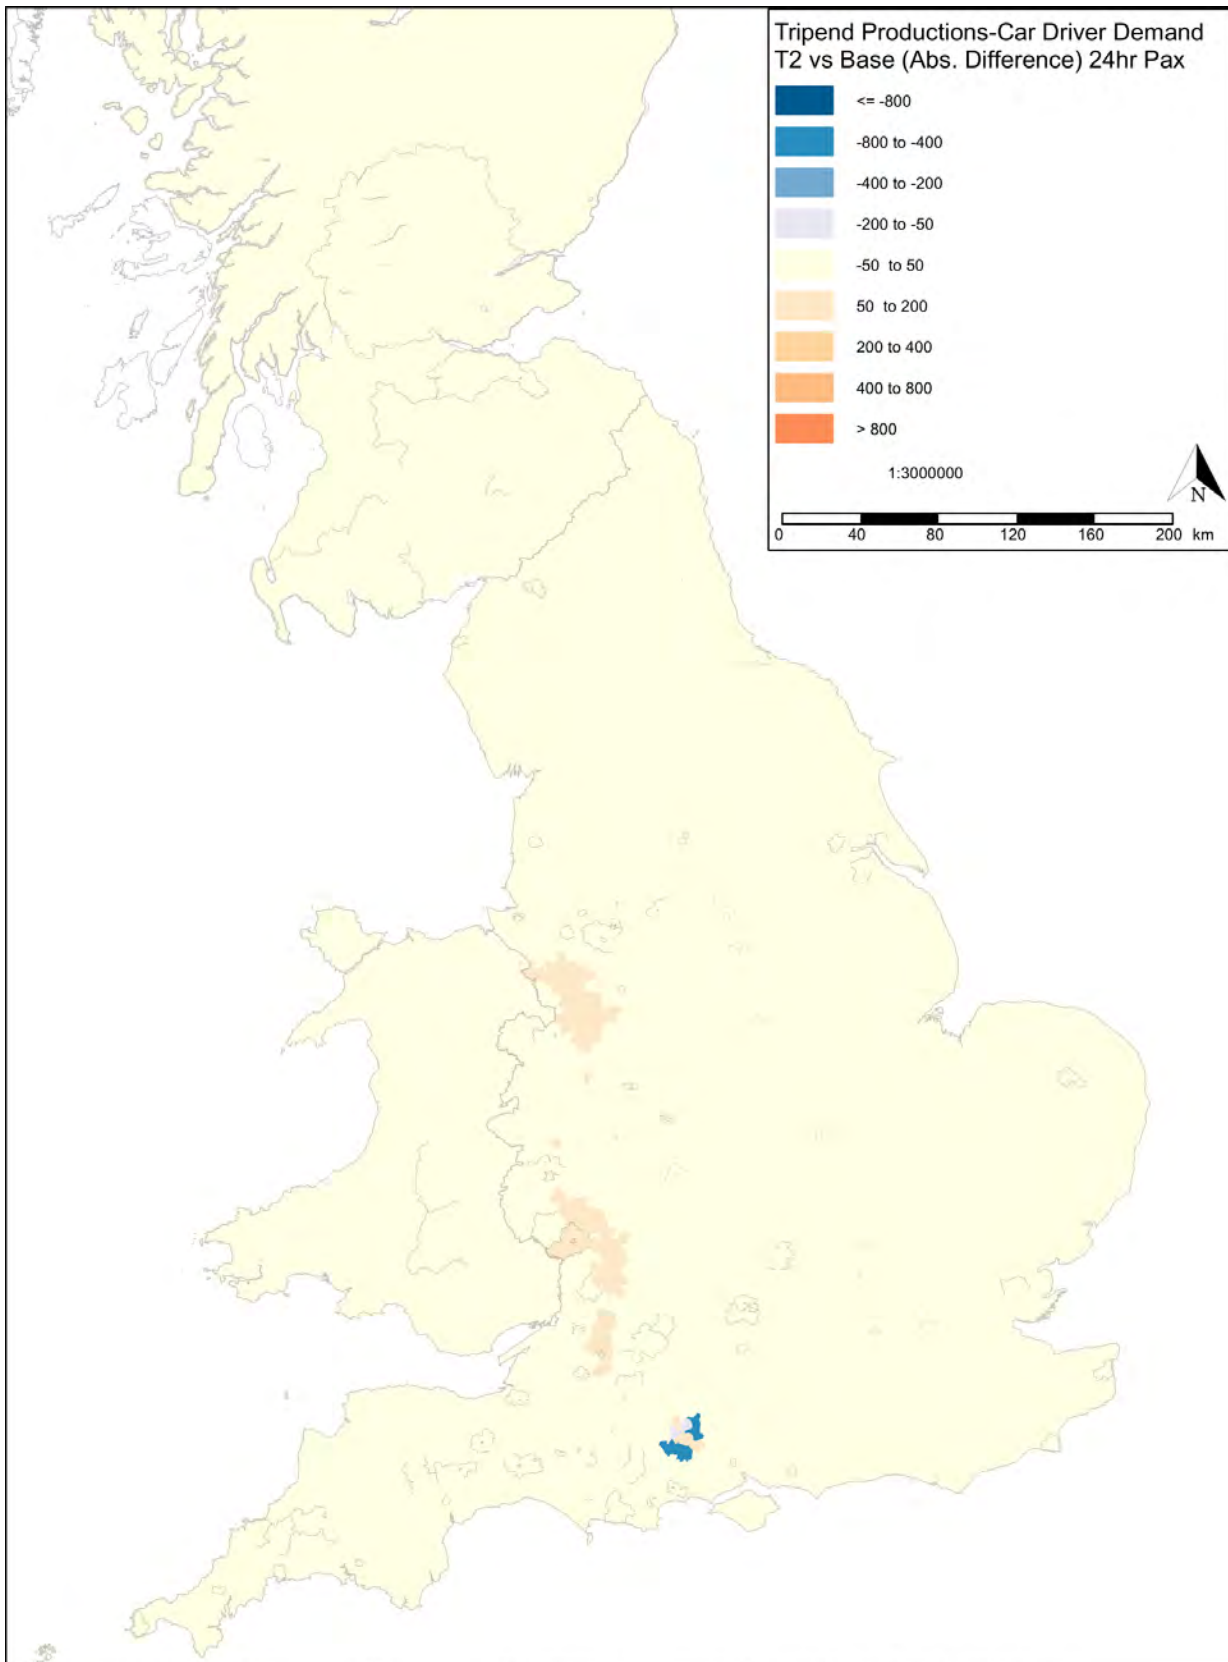 Tripend Productions-Car Driver Demand
T2 vs Base (Abs. Difference) 24hr Pax
<= -800
-800 to -400
-400 to -200
-200 to -50
-50 to 50
50 to 200
200 to 400
400 to 800
> 800
1:3000000
N
0 40 80 120 160 200 km